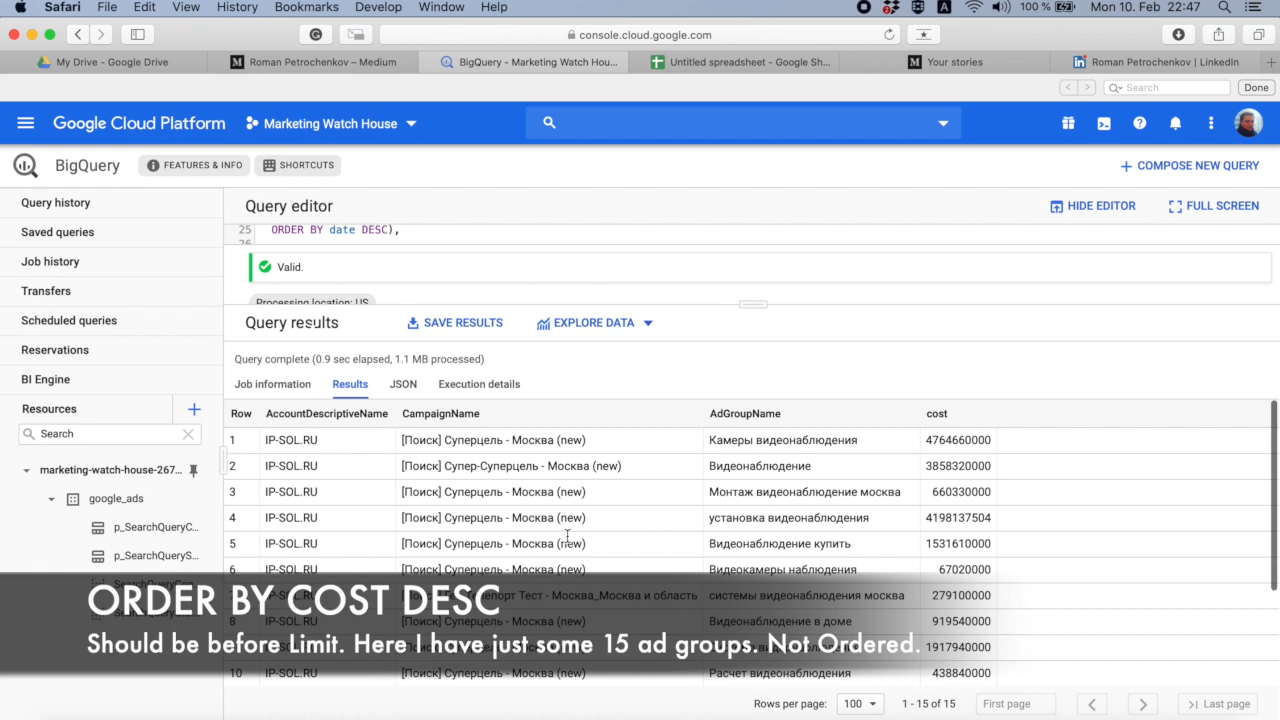 Safari File Edit View History Bookmarks Develop Window Help 100 % Mon 10. Feb 22:47
console.cloud.google.com
My Drive - Google Drive
Roman Petrochenkov – Medium
BigQuery - Marketing Watch Hou...
Untitled spreadsheet - Google Sh...
Your stories
Roman Petrochenkov | LinkedIn
Search
Done
Google Cloud Platform
Marketing Watch House
BigQuery
FEATURES & INFO
SHORTCUTS
COMPOSE NEW QUERY
Query history
Saved queries
Job history
Transfers
Scheduled queries
Reservations
BI Engine
Resources
Search
marketing-watch-house-267...
google_ads
p_SearchQueryC...
p_SearchQueryS...
Query editor
HIDE EDITOR
FULL SCREEN
25 ORDER BY date DESC),
26
Valid.
Processing location: US
Query results
SAVE RESULTS
EXPLORE DATA
Query complete (0.9 sec elapsed, 1.1 MB processed)
Job information Results JSON Execution details
Row AccountDescriptiveName CampaignName AdGroupName cost
1 IP-SOL.RU [Поиск] Суперцель - Москва (new) Камеры видеонаблюдения 4764660000
2 IP-SOL.RU [Поиск] Супер-Суперцель - Москва (new) Видеонаблюдение 3858320000
3 IP-SOL.RU [Поиск] Суперцель - Москва (new) Монтаж видеонаблюдение москва 660330000
4 IP-SOL.RU [Поиск] Суперцель - Москва (new) установка видеонаблюдения 4198137504
5 IP-SOL.RU [Поиск] Суперцель - Москва (new) Видеонаблюдение купить 1531610000
6 IP-SOL.RU [Поиск] Суперцель - Москва (new) Видеокамеры наблюдения 67020000
Тест - Москва_Москва и область системы видеонаблюдения москва 279100000
Видеонаблюдение в доме 919540000
1917940000
10 Расчет видеонаблюдения 438840000
ORDER BY COST DESC
Should be before Limit. Here I have just some 15 ad groups. Not Ordered.
Rows per page: 100 1 - 15 of 15 First page Last page